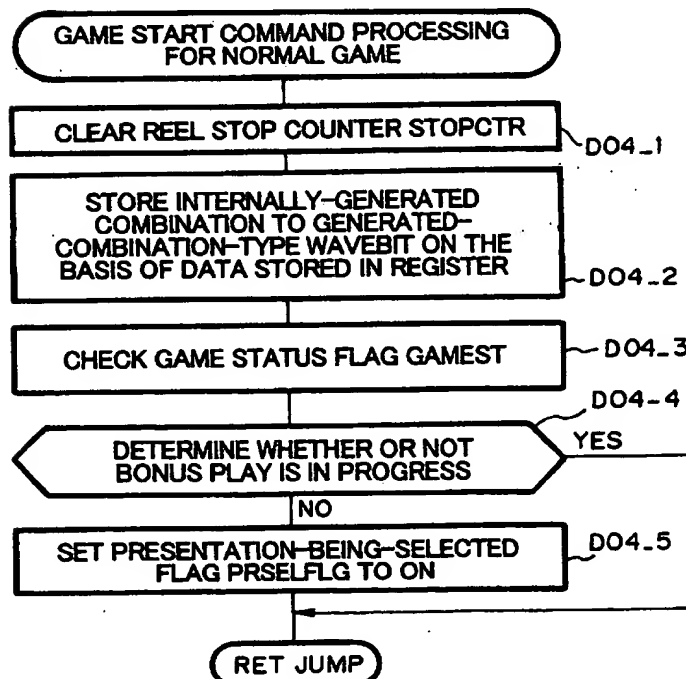 GAME START COMMAND PROCESSING
FOR NORMAL GAME
CLEAR REEL STOP COUNTER STOPCTR
D04_1
STORE INTERNALLY-GENERATED
COMBINATION TO GENERATED-
COMBINATION-TYPE WAVEBIT ON THE
BASIS OF DATA STORED IN REGISTER
D04_2
CHECK GAME STATUS FLAG GAMEST
D04_3
D04-4
DETERMINE WHETHER OR NOT
BONUS PLAY IS IN PROGRESS
YES
NO
SET PRESENTATION-BEING-SELECTED
FLAG PRSELFLG TO ON
D04_5
RET JUMP